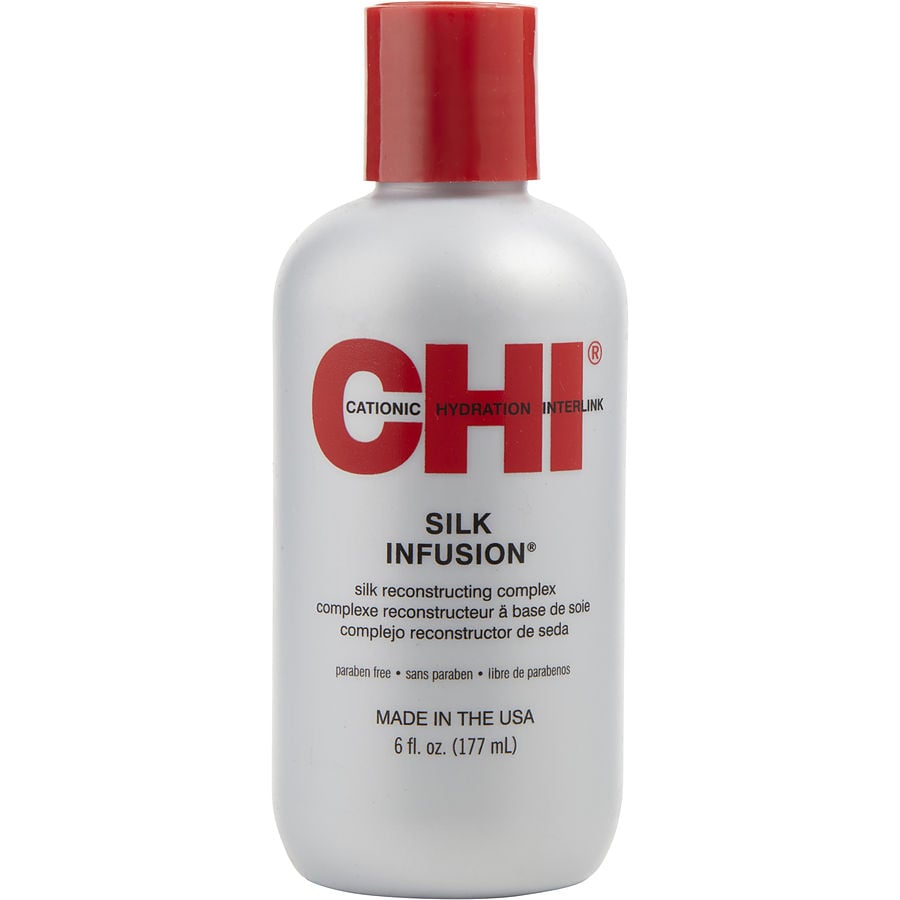 CHI®
CATIONIC HYDRATION INTERLINK
SILK
INFUSION®
silk reconstructing complex
complexe reconstructeur à base de soie
complejo reconstructor de seda
paraben free • sans paraben • libre de parabenos
MADE IN THE USA
6 fl. oz. (177 mL)